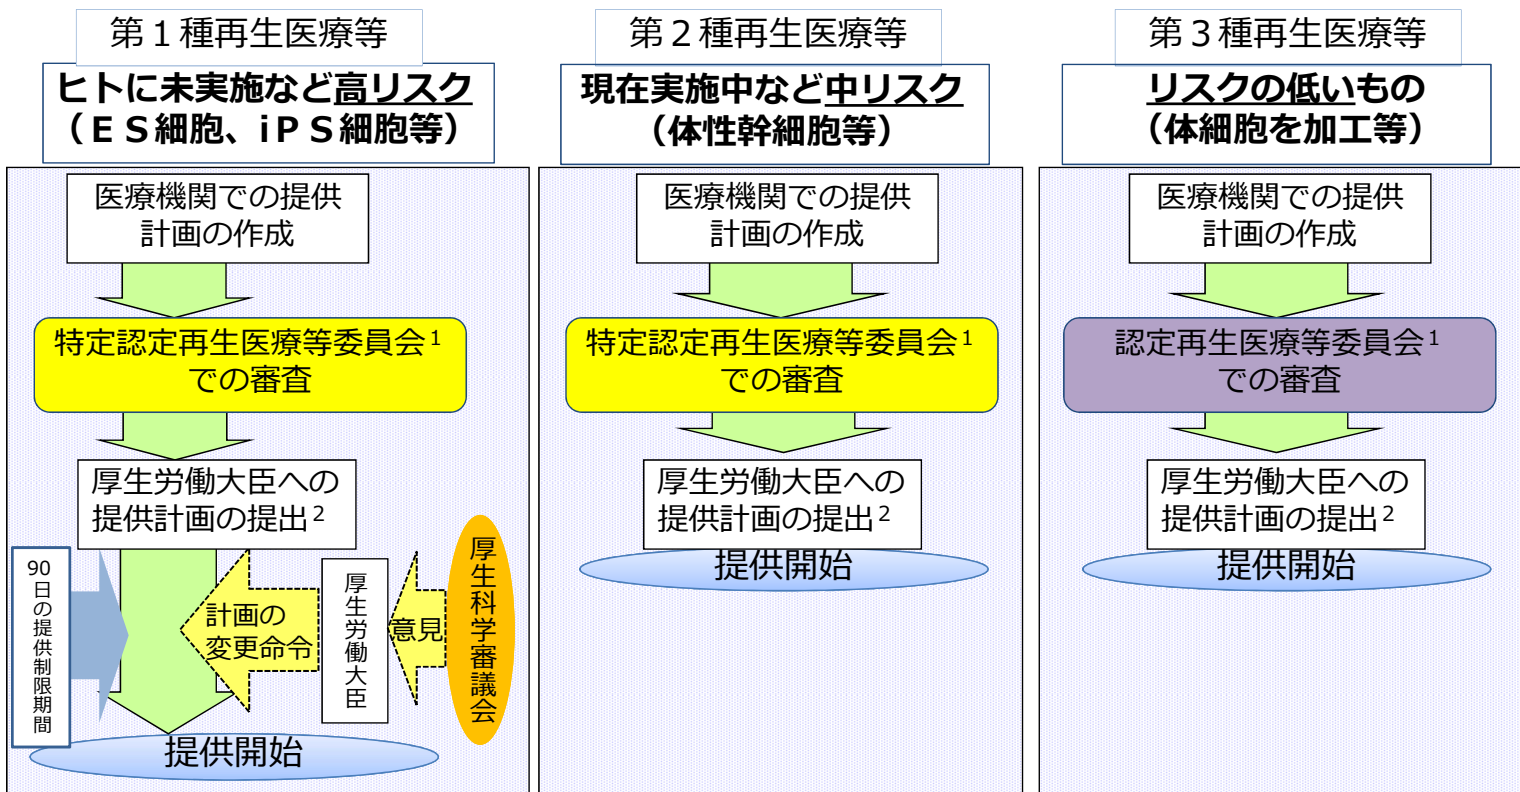 第１種再生医療等
ヒトに未実施など高リスク
（ＥＳ細胞、iＰＳ細胞等）
医療機関での提供
計画の作成
特定認定再生医療等委員会1
での審査
厚生労働大臣への
提供計画の提出2
90日の提供制限期間
計画の
変更命令
厚生労働大臣
意見
厚生科学審議会
提供開始
第２種再生医療等
現在実施中など中リスク
（体性幹細胞等）
医療機関での提供
計画の作成
特定認定再生医療等委員会1
での審査
厚生労働大臣への
提供計画の提出2
提供開始
第３種再生医療等
リスクの低いもの
（体細胞を加工等）
医療機関での提供
計画の作成
認定再生医療等委員会1
での審査
厚生労働大臣への
提供計画の提出2
提供開始